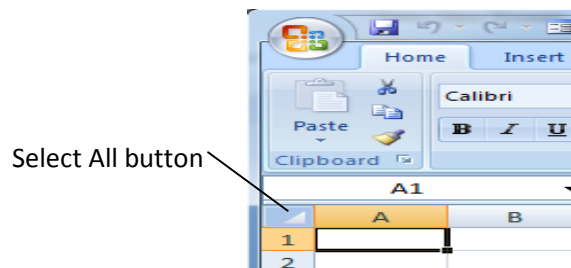 Home Insert
Calibri
Paste
B I U
Clipboard
A1
Select All button
A B
1
2